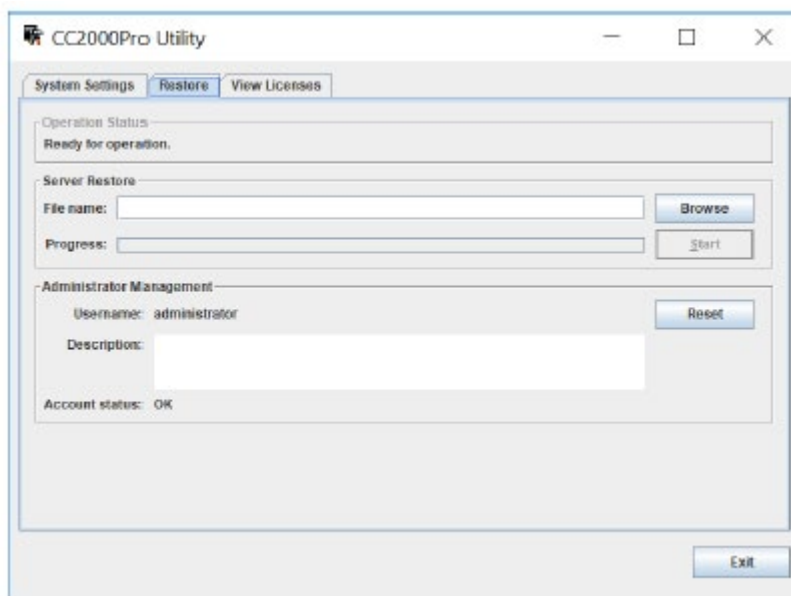 CC2000Pro Utility
System Settings Restore View Licenses
Operation Status
Ready for operation.
Server Restore
File name: Browse
Progress: Start
Administrator Management
Username: administrator Reset
Description:
Account status: OK
Exit